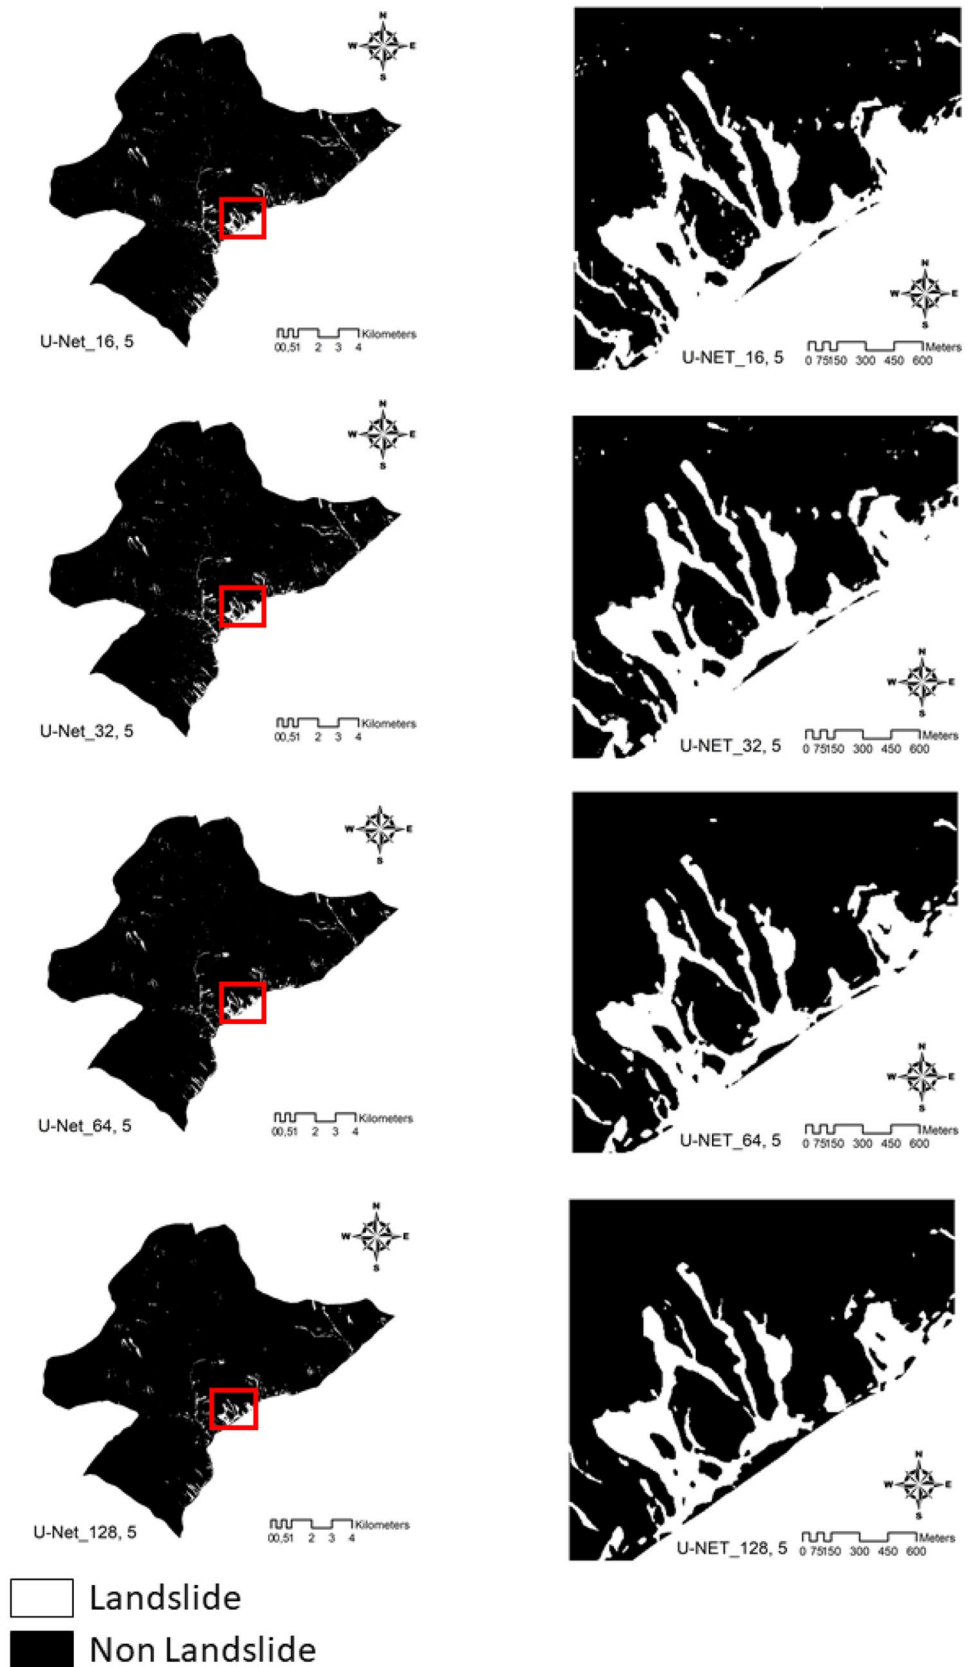 N
W E
S
U-Net_16, 5
00,51 2 3 4 Kilometers
N
W E
S
U-NET_16, 5
0 75150 300 450 600 Meters
N
W E
S
U-Net_32, 5
00,51 2 3 4 Kilometers
N
W E
S
U-NET_32, 5
0 75150 300 450 600 Meters
N
W E
S
U-Net_64, 5
00,51 2 3 4 Kilometers
N
W E
S
U-NET_64, 5
0 75150 300 450 600 Meters
N
W E
S
U-Net_128, 5
00,51 2 3 4 Kilometers
N
W E
S
U-NET_128, 5
0 75150 300 450 600 Meters
Landslide
Non Landslide